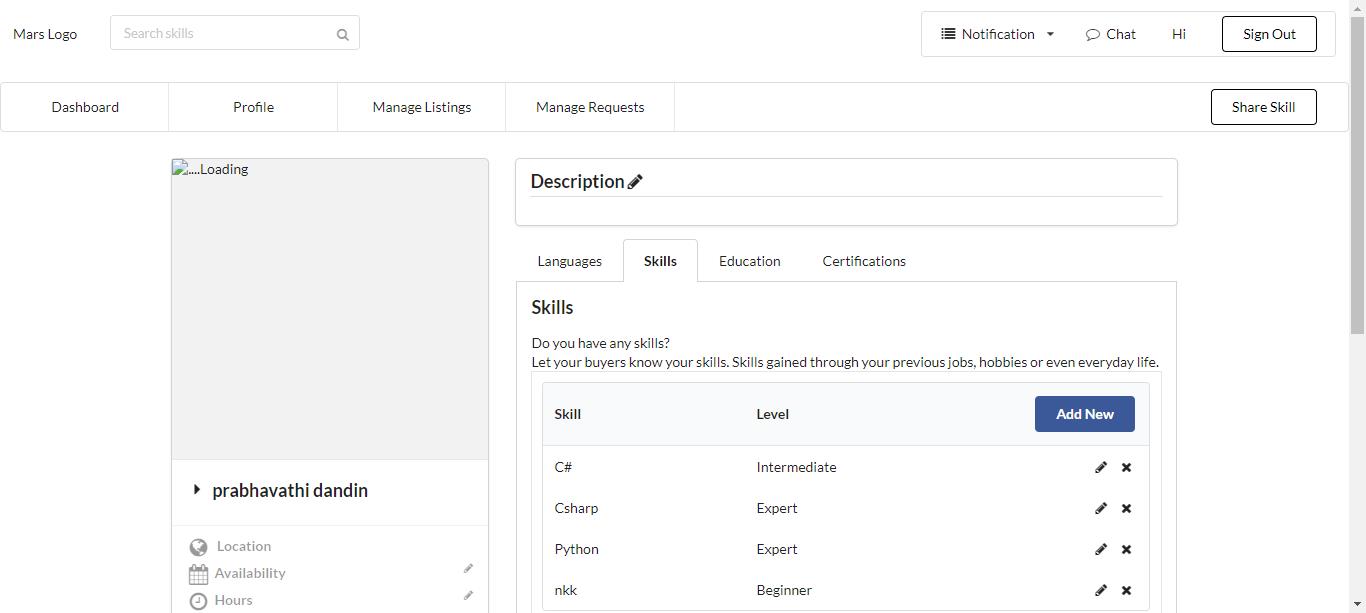 Mars Logo
Search skills
Notification
Chat
Hi
Sign Out
Dashboard
Profile
Manage Listings
Manage Requests
Share Skill
....Loading
prabhavathi dandin
Location
Availability
Hours
Description
Languages
Skills
Education
Certifications
Skills
Do you have any skills?
Let your buyers know your skills. Skills gained through your previous jobs, hobbies or even everyday life.
Skill Level Add New
C# Intermediate
Csharp Expert
Python Expert
nkk Beginner